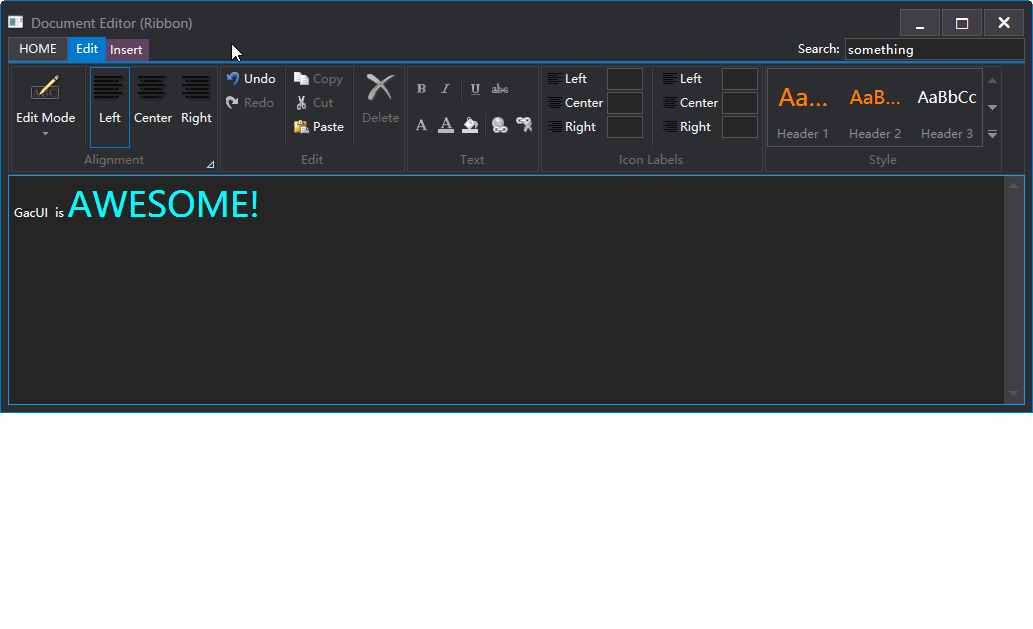 Document Editor (Ribbon)
HOME Edit Insert Search: something
Edit Mode Left Center Right Undo Redo Copy Cut Paste Delete B I U abc A A Left Center Right Left Center Right Aa... AaB... AaBbCc
Header 1 Header 2 Header 3
Alignment Edit Text Icon Labels Style
GacUI is AWESOME!